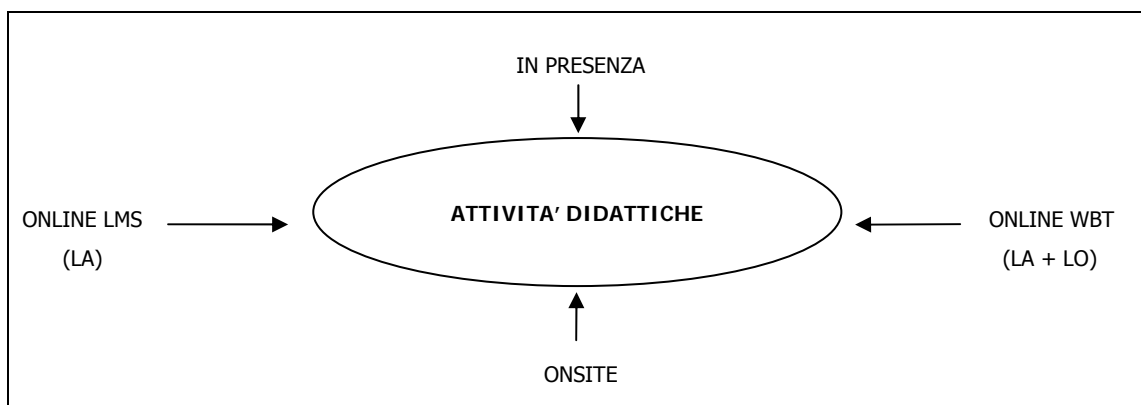 IN PRESENZA
ATTIVITA’ DIDATTICHE
ONLINE LMS
(LA)
ONLINE WBT
(LA + LO)
ONSITE